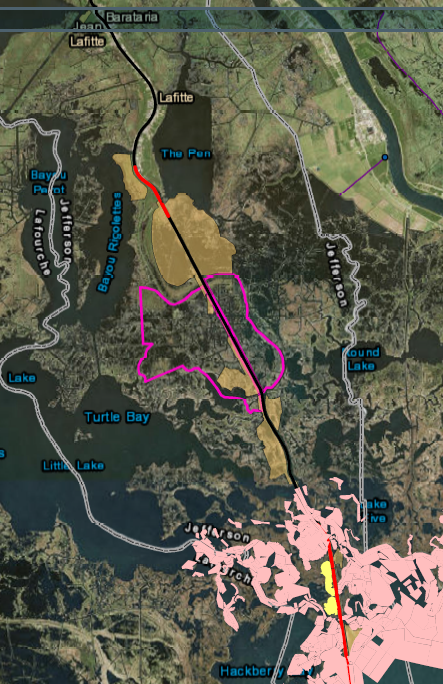 Barataria
Jean
Lafitte
Lafitte
The Pen
Bayou
Perot
Jefferson
Lafourche
Bayou Rigolettes
Jefferson
Round
Lake
Lake
Turtle Bay
Little Lake
Jefferson
Hackberry